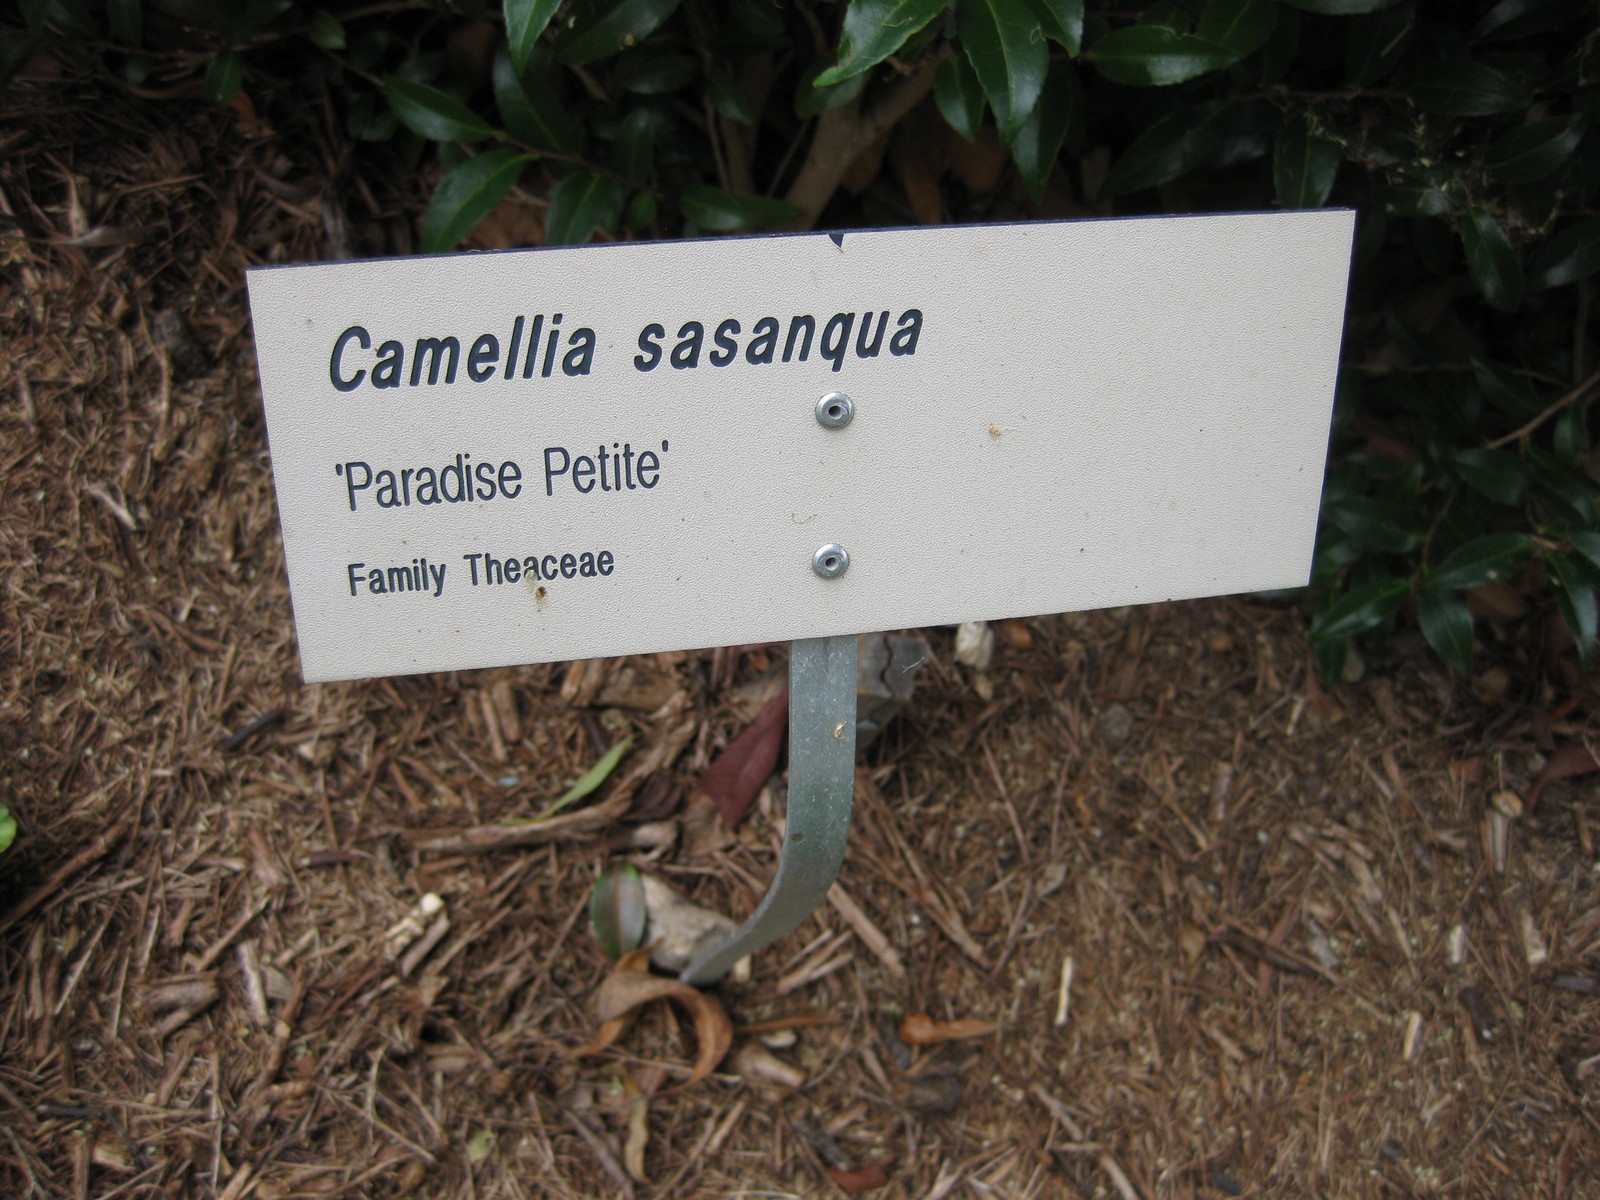 Camellia sasanqua
'Paradise Petite'
Family Theaceae